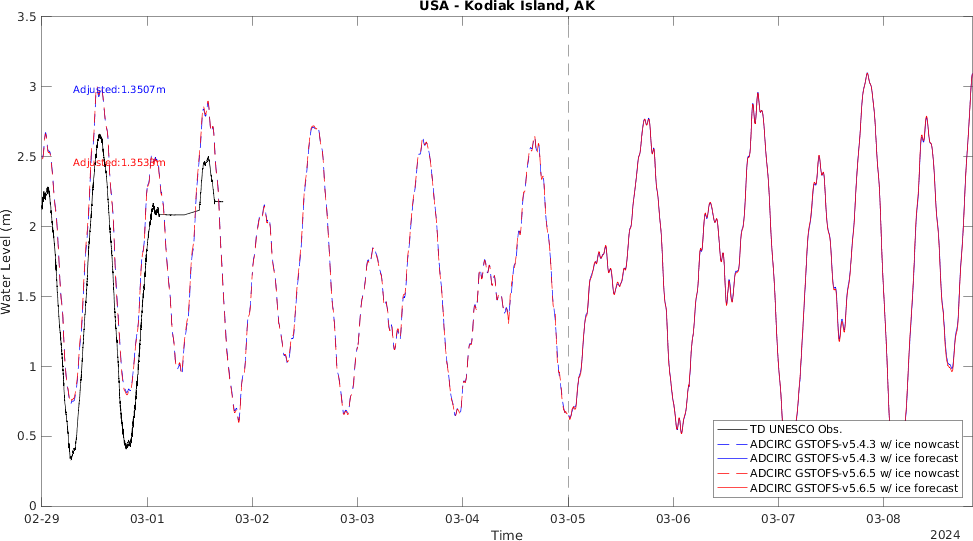 USA - Kodiak Island, AK
3.5
3
2.5
2
1.5
1
0.5
0
Water Level (m)
Adjusted:1.3507m
Adjusted:1.3533m
02-29
03-01
03-02
03-03
03-04
03-05
03-06
03-07
03-08
Time
2024
TD UNESCO Obs.
ADCIRC GSTOFS-v5.4.3 w/ ice nowcast
ADCIRC GSTOFS-v5.4.3 w/ ice forecast
ADCIRC GSTOFS-v5.6.5 w/ ice nowcast
ADCIRC GSTOFS-v5.6.5 w/ ice forecast